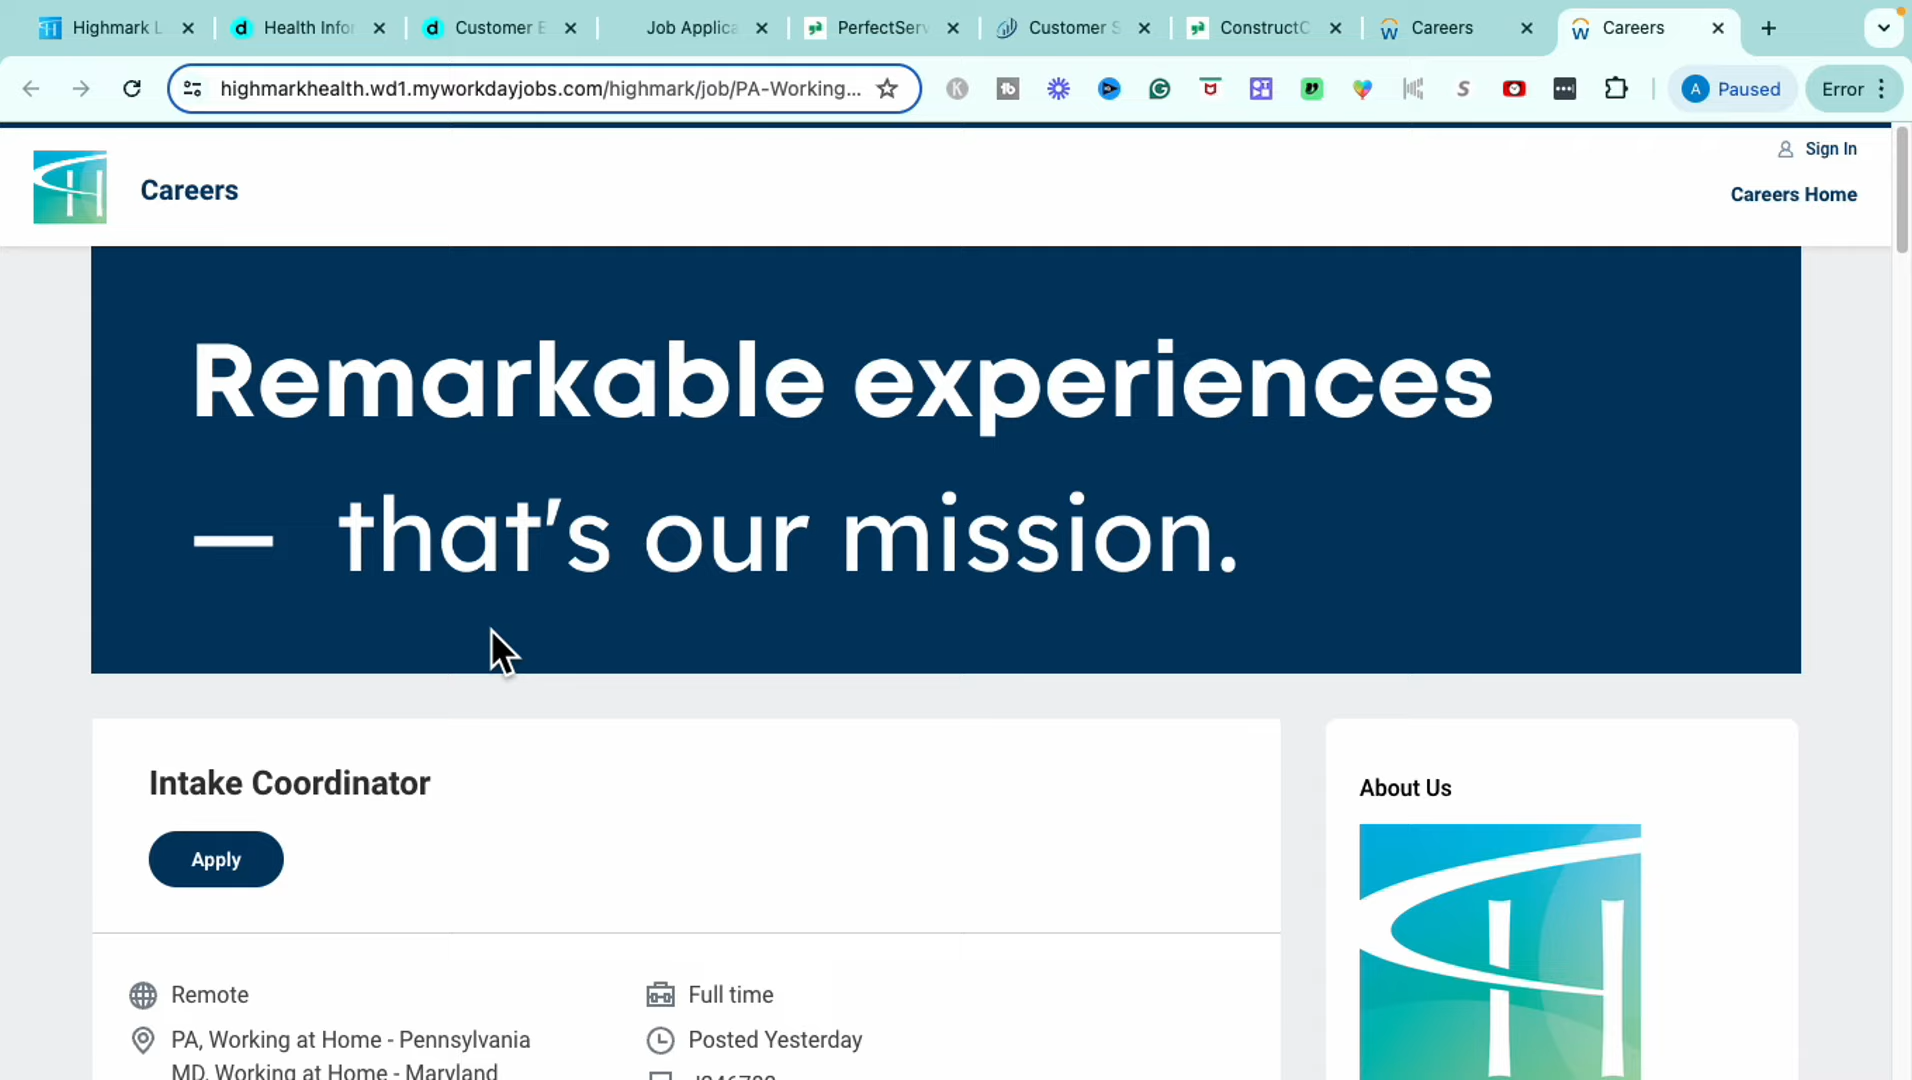 Highmark L
Health Infor
Customer E
Job Applica
PerfectServ
Customer S
ConstructC
Careers
Careers
highmarkhealth.wd1.myworkdayjobs.com/highmark/job/PA-Working...
A Paused
Error
Careers
Sign In
Careers Home
Remarkable experiences
— that's our mission.
Intake Coordinator
Apply
About Us
Remote
Full time
PA, Working at Home - Pennsylvania
Posted Yesterday
MD, Working at Home - Maryland